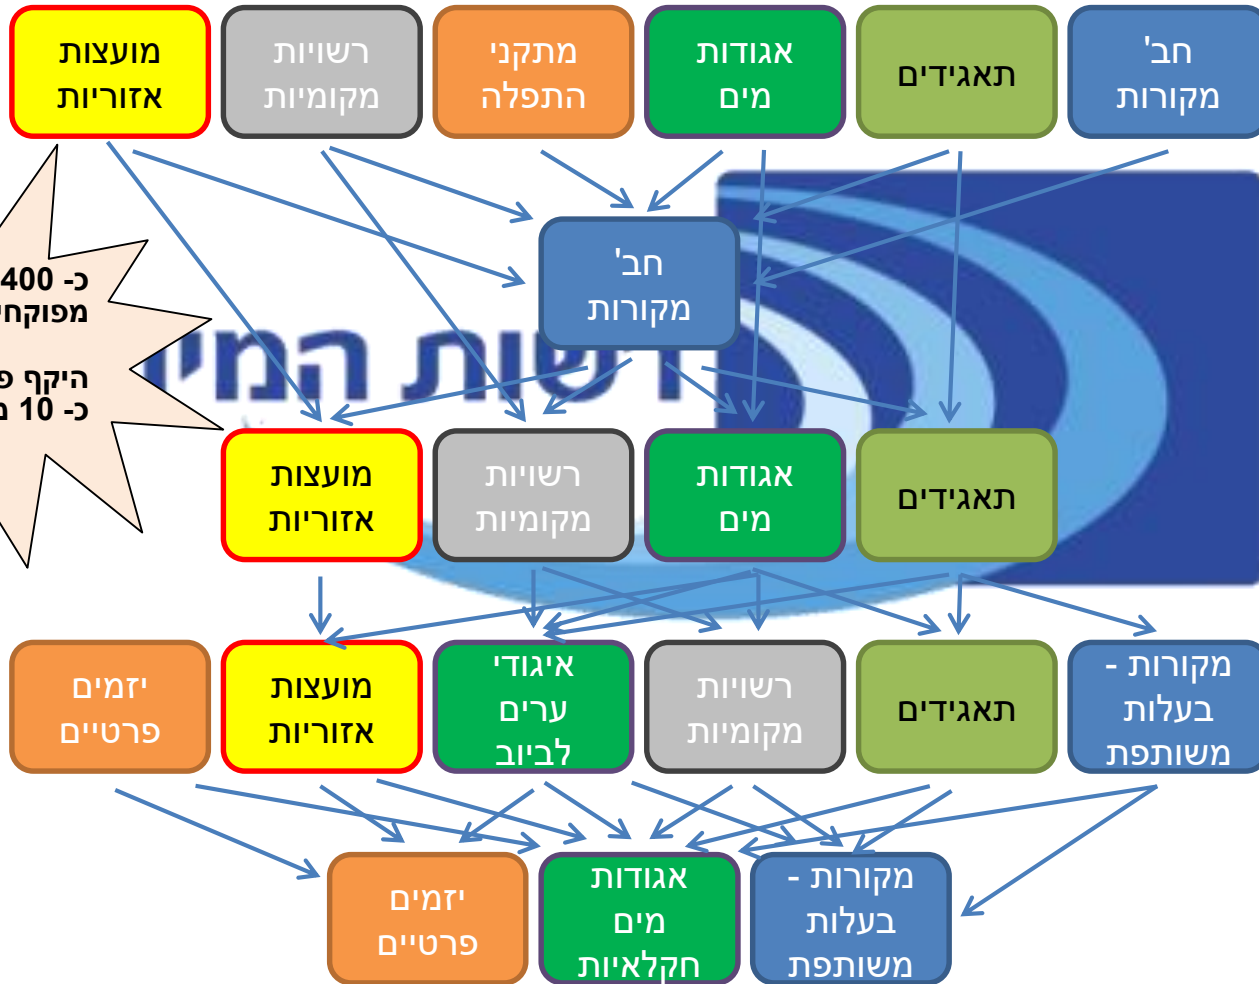 חב'
מקורות
תאגידים
אגודות
מים
מתקני
התפלה
רשויות
מקומיות
מועצות
אזוריות
חב'
מקורות
כ- 400
היקף
כ- 10
תאגידים
אגודות
מים
רשויות
מקומיות
מועצות
אזוריות
מקורות -
בעלות
משותפת
תאגידים
רשויות
מקומיות
איגודי
ערים
לביוב
מועצות
אזוריות
יזמים
פרטיים
מקורות -
בעלות
משותפת
אגודות
מים
חקלאיות
יזמים
פרטיים